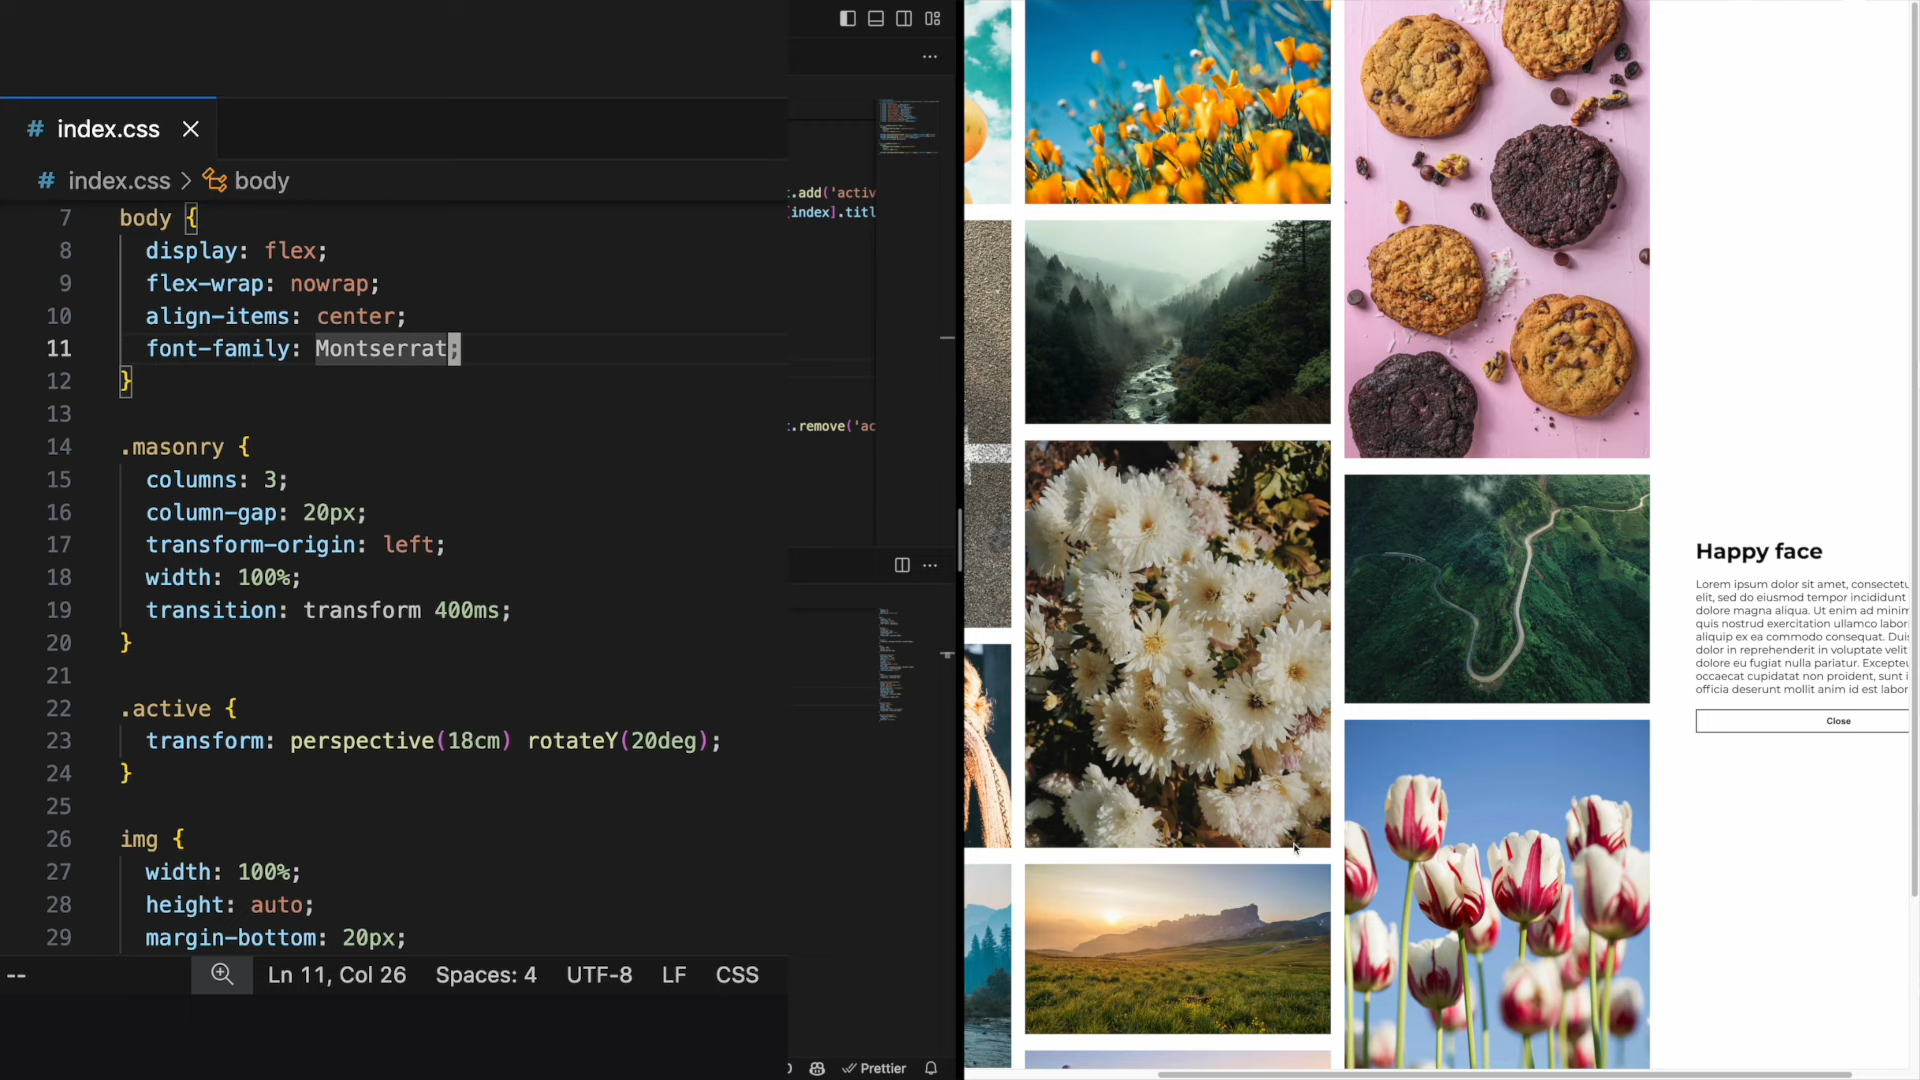 # index.css ×
# index.css > body
7 body {
8 display: flex;
9 flex-wrap: nowrap;
10 align-items: center;
11 font-family: Montserrat;
12 }
13
14 .masonry {
15 columns: 3;
16 column-gap: 20px;
17 transform-origin: left;
18 width: 100%;
19 transition: transform 400ms;
20 }
21
22 .active {
23 transform: perspective(18cm) rotateY(20deg);
24 }
25
26 img {
27 width: 100%;
28 height: auto;
29 margin-bottom: 20px;
-- Ln 11, Col 26 Spaces: 4 UTF-8 LF CSS
.add('activ
[index].titl
.remove('ac
Prettier
Happy face
Lorem ipsum dolor sit amet, consectetu
elit, sed do eiusmod tempor incididunt
dolore magna aliqua. Ut enim ad minim
quis nostrud exercitation ullamco labor
aliquip ex ea commodo consequat. Duis
dolor in reprehenderit in voluptate velit
dolore eu fugiat nulla pariatur. Excepteu
occaecat cupidatat non proident, sunt i
officia deserunt mollit anim id est labor
Close